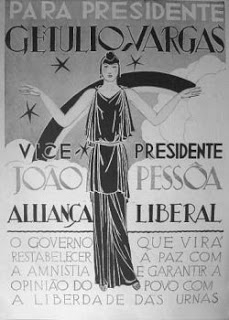 PARA PRESIDENTE
GETULIO VARGAS
VICE PRESIDENTE
JOÃO PESSÔA
ALLIANÇA LIBERAL
O GOVERNO QUE VIRÁ
RESTABELECER A PAZ COM
A AMNISTIA E GARANTIR A
OPINIÃO DO POVO COM
A LIBERDADE DAS URNAS